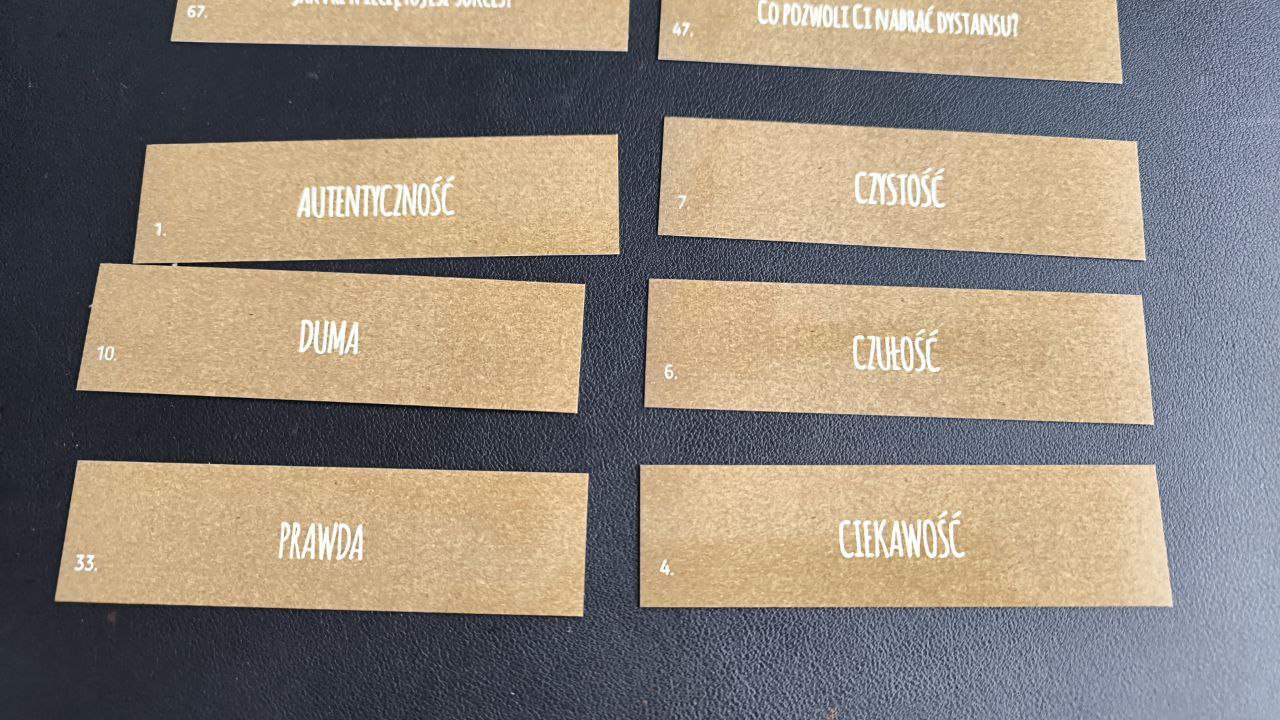 67.
47. Co pozwoli Ci nabrać dystansu?
1. AUTENTYCZNOŚĆ
7. CZYSTOŚĆ
10. DUMA
6. CZUŁOŚĆ
33. PRAWDA
4. CIEKAWOŚĆ